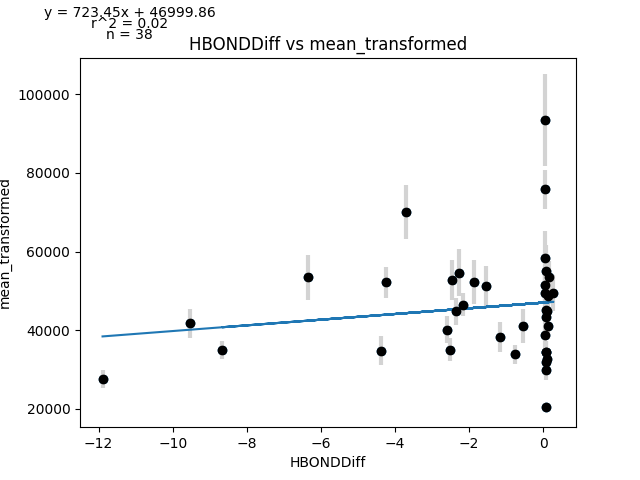 y = 723.45x + 46999.86
r^2 = 0.02
n = 38
HBONDDiff vs mean_transformed
100000
80000
60000
40000
20000
mean_transformed
−12
−10
−8
−6
−4
−2
0
HBONDDiff